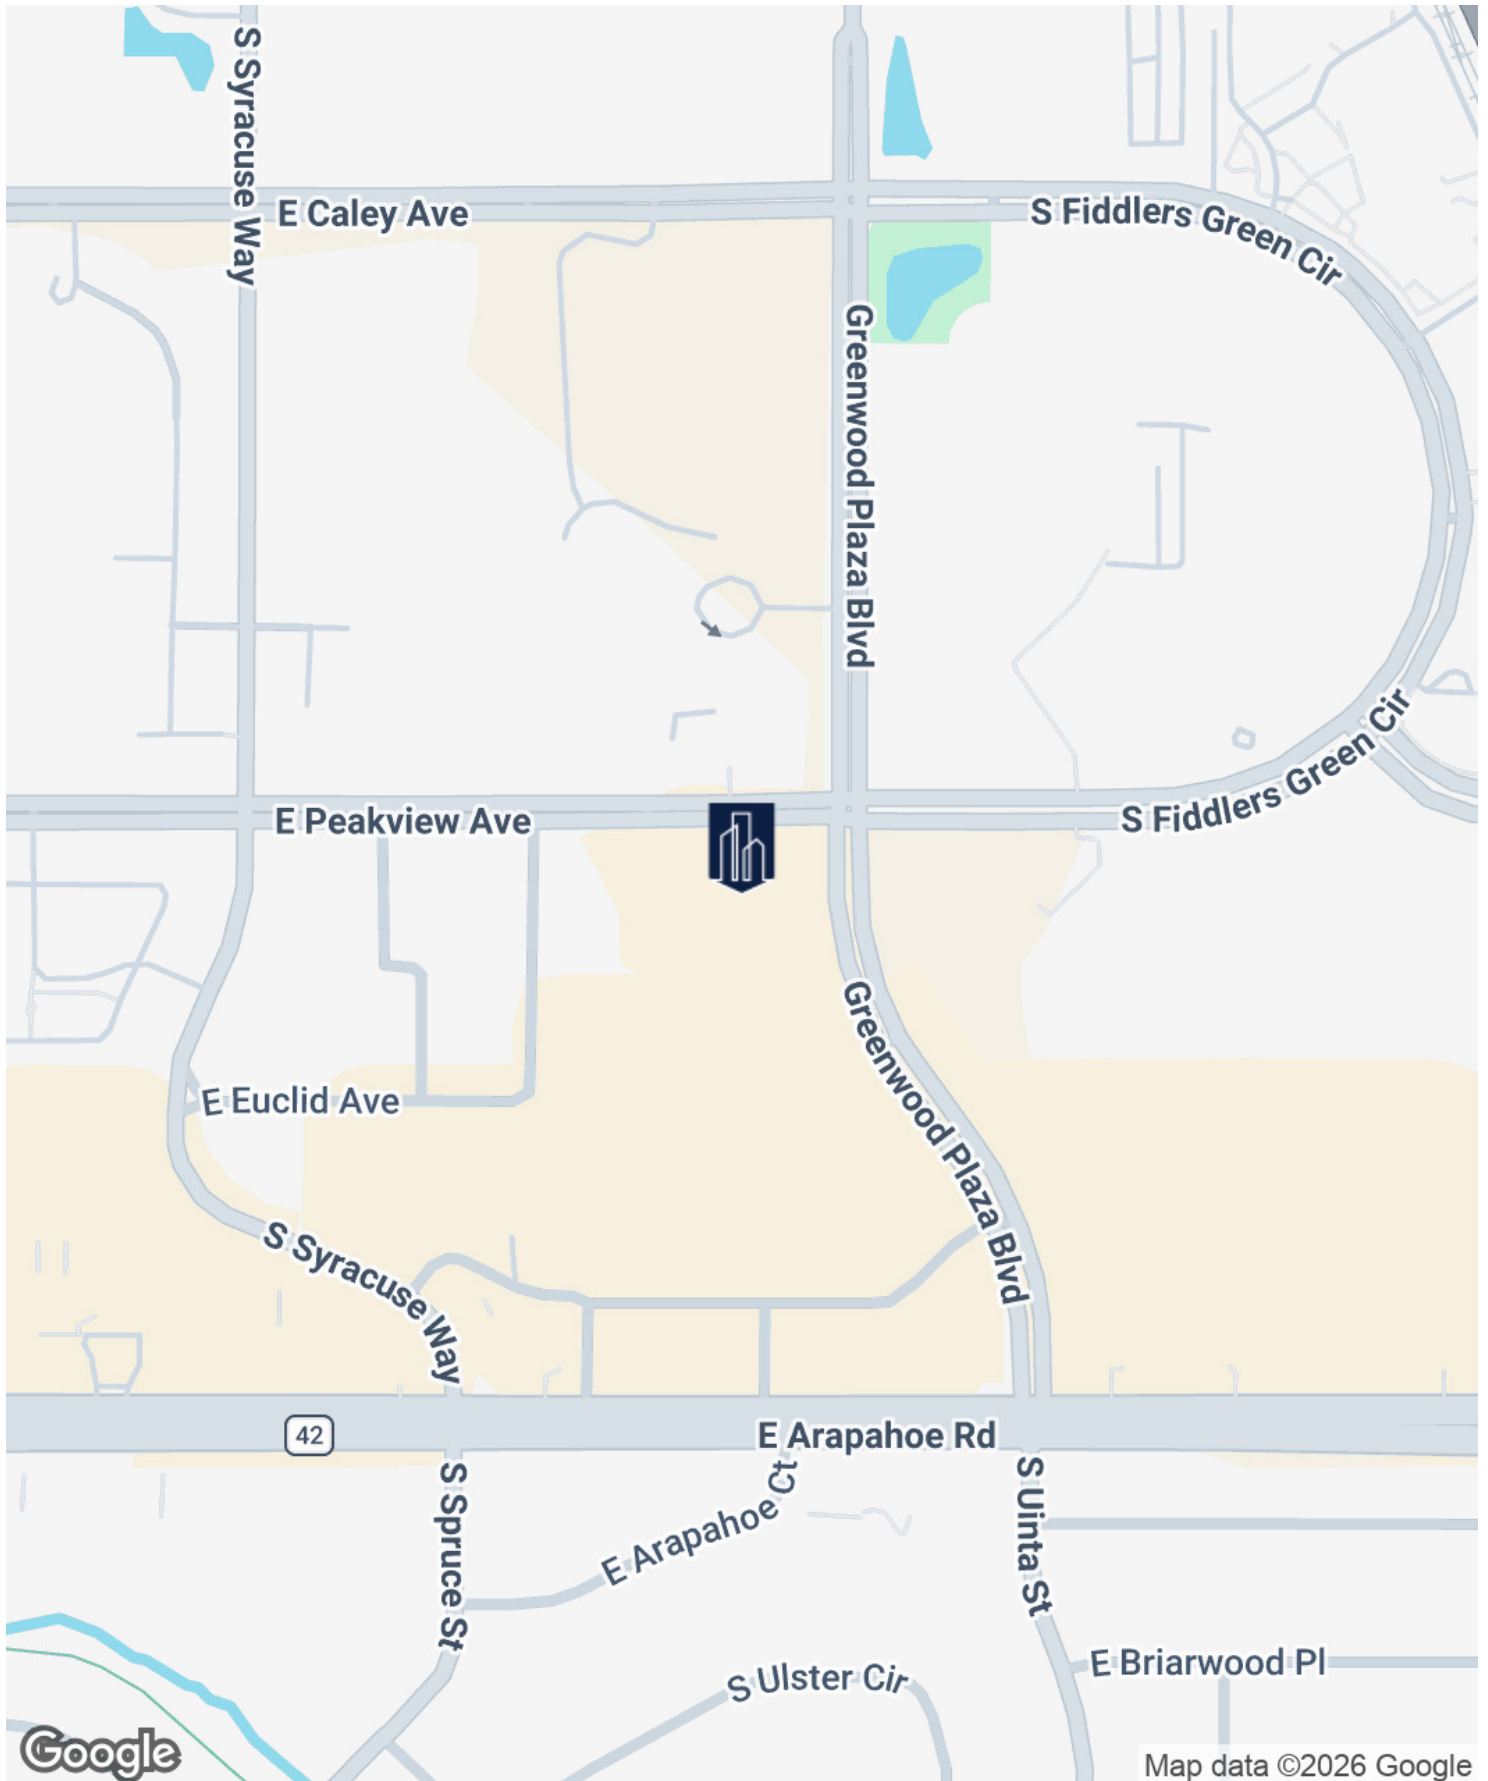 S Syracuse Way
E Caley Ave
S Fiddlers Green Cir
Greenwood Plaza Blvd
S Fiddlers Green Cir
E Peakview Ave
Greenwood Plaza Blvd
E Euclid Ave
S Syracuse Way
42
E Arapahoe Rd
S Spruce St
E Arapahoe Ct
S Uinta St
E Briarwood Pl
S Ulster Cir
Google
Map data ©2026 Google